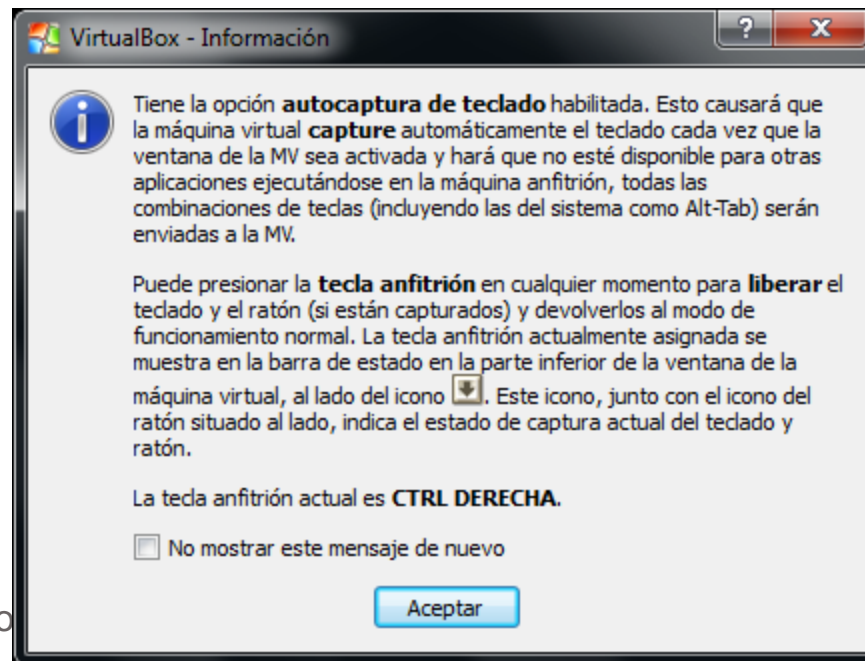 VirtualBox - Información
Tiene la opción autocaptura de teclado habilitada. Esto causará que
la máquina virtual capture automáticamente el teclado cada vez que la
ventana de la MV sea activada y hará que no esté disponible para otras
aplicaciones ejecutándose en la máquina anfitrión, todas las
combinaciones de teclas (incluyendo las del sistema como Alt-Tab) serán
enviadas a la MV.
Puede presionar la tecla anfitrión en cualquier momento para liberar el
teclado y el ratón (si están capturados) y devolverlos al modo de
funcionamiento normal. La tecla anfitrión actualmente asignada se
muestra en la barra de estado en la parte inferior de la ventana de la
máquina virtual, al lado del icono . Este icono, junto con el icono del
ratón situado al lado, indica el estado de captura actual del teclado y
ratón.
La tecla anfitrión actual es CTRL DERECHA.
No mostrar este mensaje de nuevo
Aceptar